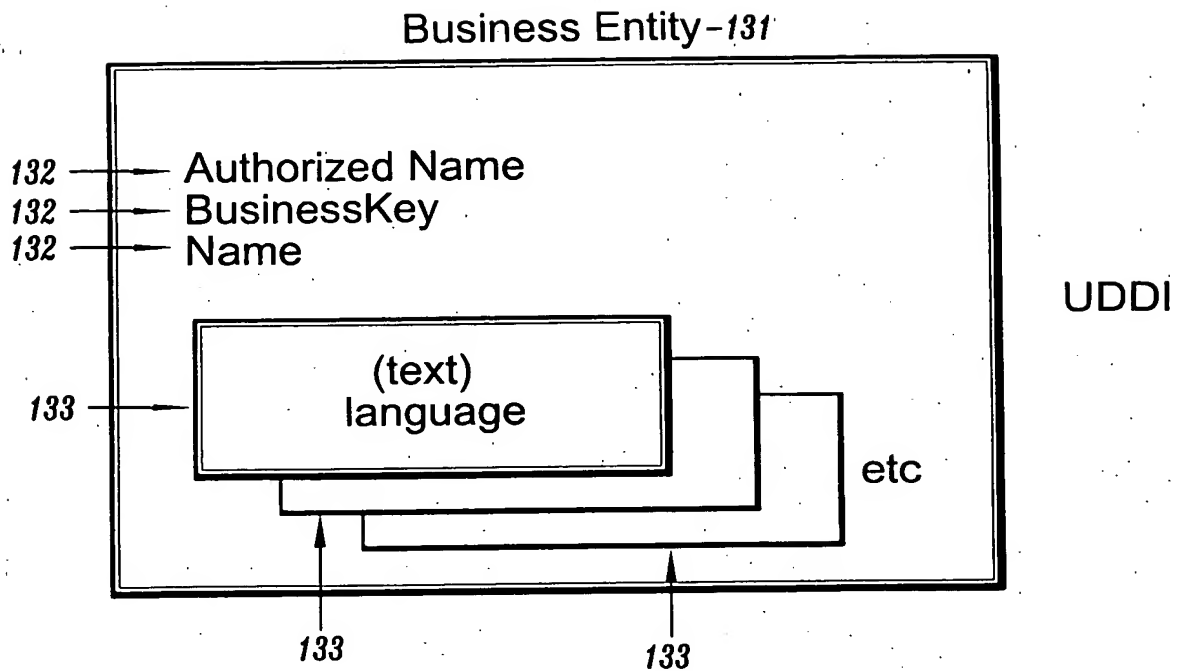 Business Entity-131
132 Authorized Name
132 BusinessKey
132 Name
UDDI
(text)
133 language
etc
133 133